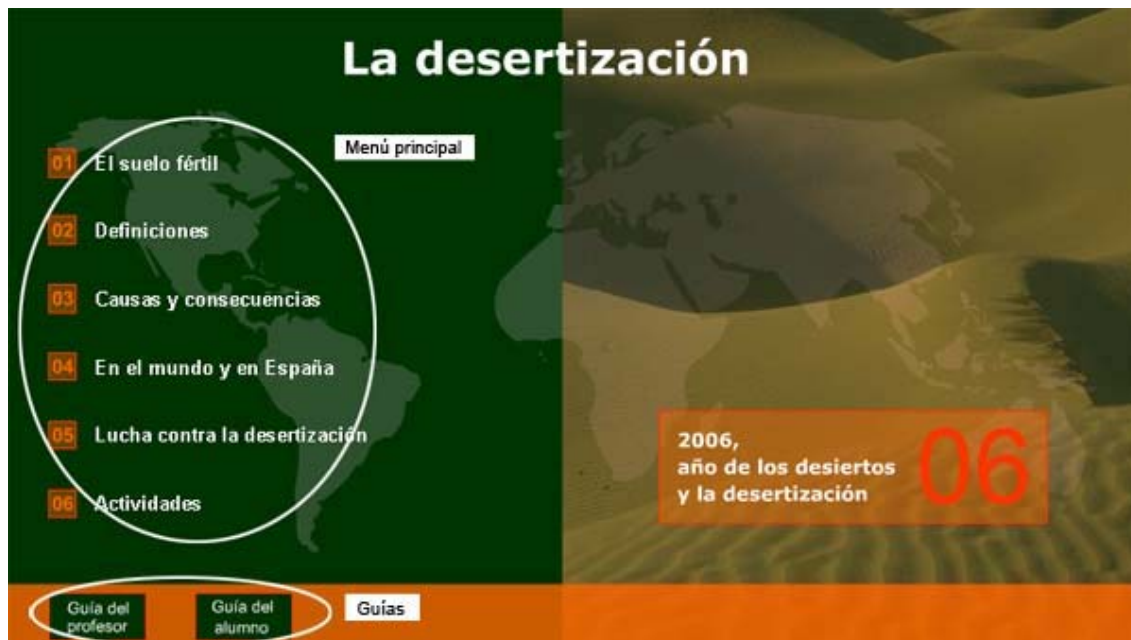 La desertización
Menú principal
01 El suelo fértil
02 Definiciones
03 Causas y consecuencias
04 En el mundo y en España
05 Lucha contra la desertización
06 Actividades
2006,
año de los desiertos
y la desertización
06
Guía del
profesor
Guía del
alumno
Guías